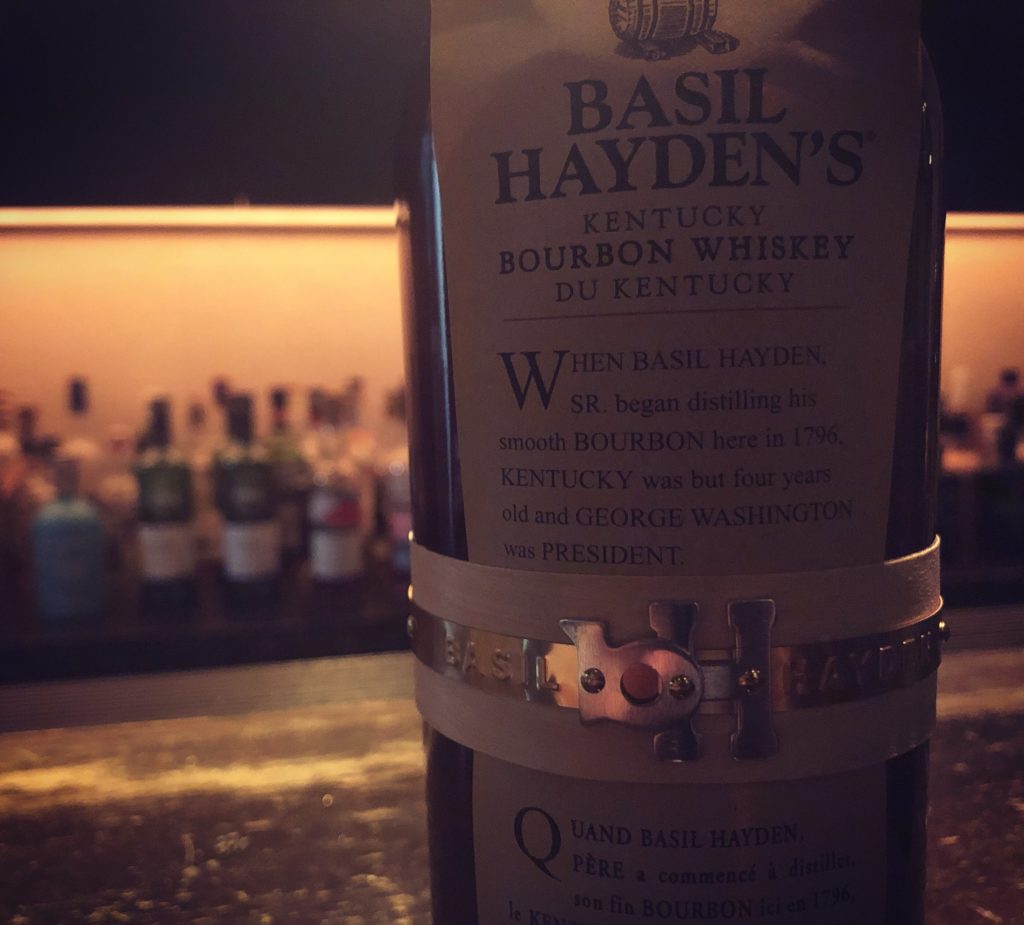 BASIL
HAYDEN'S®
KENTUCKY
BOURBON WHISKEY
DU KENTUCKY
WHEN BASIL HAYDEN,
SR. began distilling his
smooth BOURBON here in 1796,
KENTUCKY was but four years
old and GEORGE WASHINGTON
was PRESIDENT.
BASIL HAYDEN
QUAND BASIL HAYDEN,
PÈRE a commencé à distiller,
son fin BOURBON ici en 1796,
le